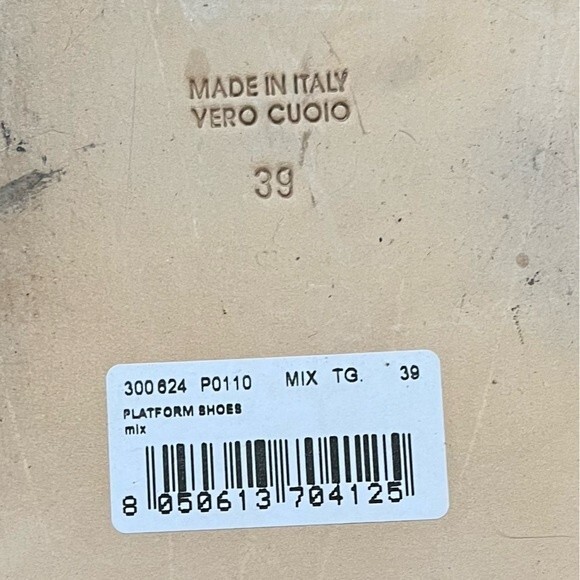 MADE IN ITALY
VERO CUOIO
39
300624 P0110 MIX TG. 39
PLATFORM SHOES
mix
8 050613 704125